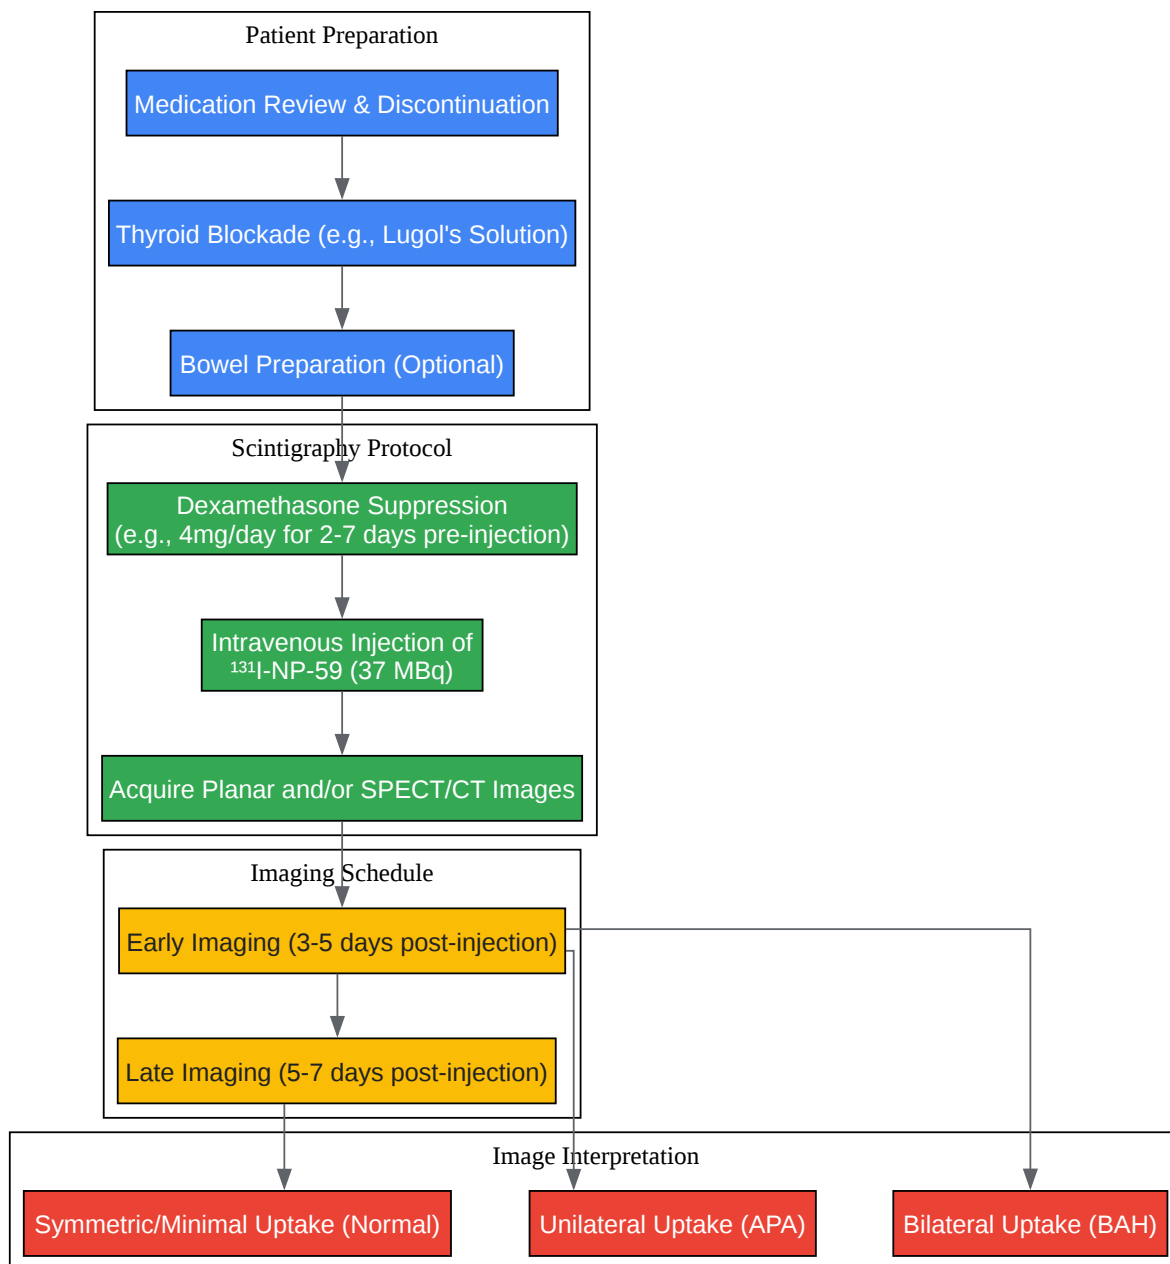 Patient Preparation
Medication Review & Discontinuation
Thyroid Blockade (e.g., Lugol's Solution)
Bowel Preparation (Optional)
Scintigraphy Protocol
Dexamethasone Suppression
(e.g., 4mg/day for 2-7 days pre-injection)
Intravenous Injection of
¹³¹I-NP-59 (37 MBq)
Acquire Planar and/or SPECT/CT Images
Imaging Schedule
Early Imaging (3-5 days post-injection)
Late Imaging (5-7 days post-injection)
Image Interpretation
Symmetric/Minimal Uptake (Normal)
Unilateral Uptake (APA)
Bilateral Uptake (BAH)